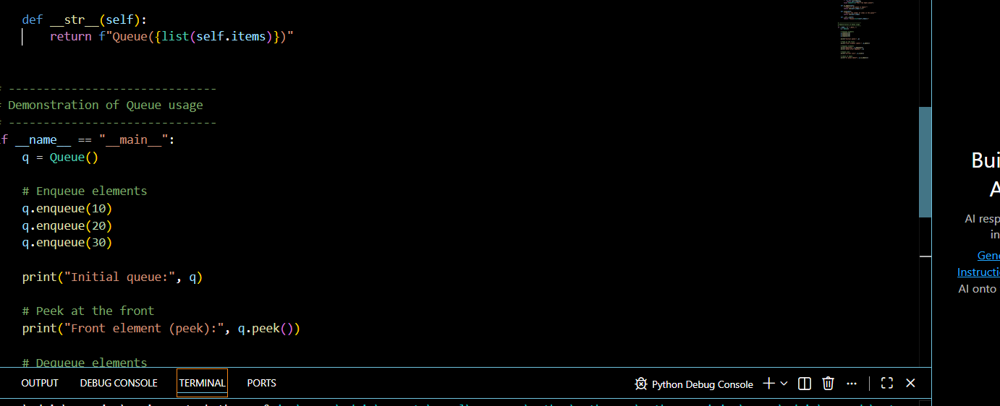 def __str__(self):
return f"Queue({list(self.items)})"
# ------------------------------
# Demonstration of Queue usage
# ------------------------------
if __name__ == "__main__":
q = Queue()
# Enqueue elements
q.enqueue(10)
q.enqueue(20)
q.enqueue(30)
print("Initial queue:", q)
# Peek at the front
print("Front element (peek):", q.peek())
# Dequeue elements
Bui
A
AI resp
in
Gene
Instructi
AI onto
OUTPUT DEBUG CONSOLE TERMINAL PORTS Python Debug Console